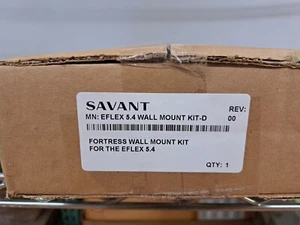 SAVANT REV:
MN: EFLEX 5.4 WALL MOUNT KIT-D 00
FORTRESS WALL MOUNT KIT
FOR THE EFLEX 5.4
QTY: 1